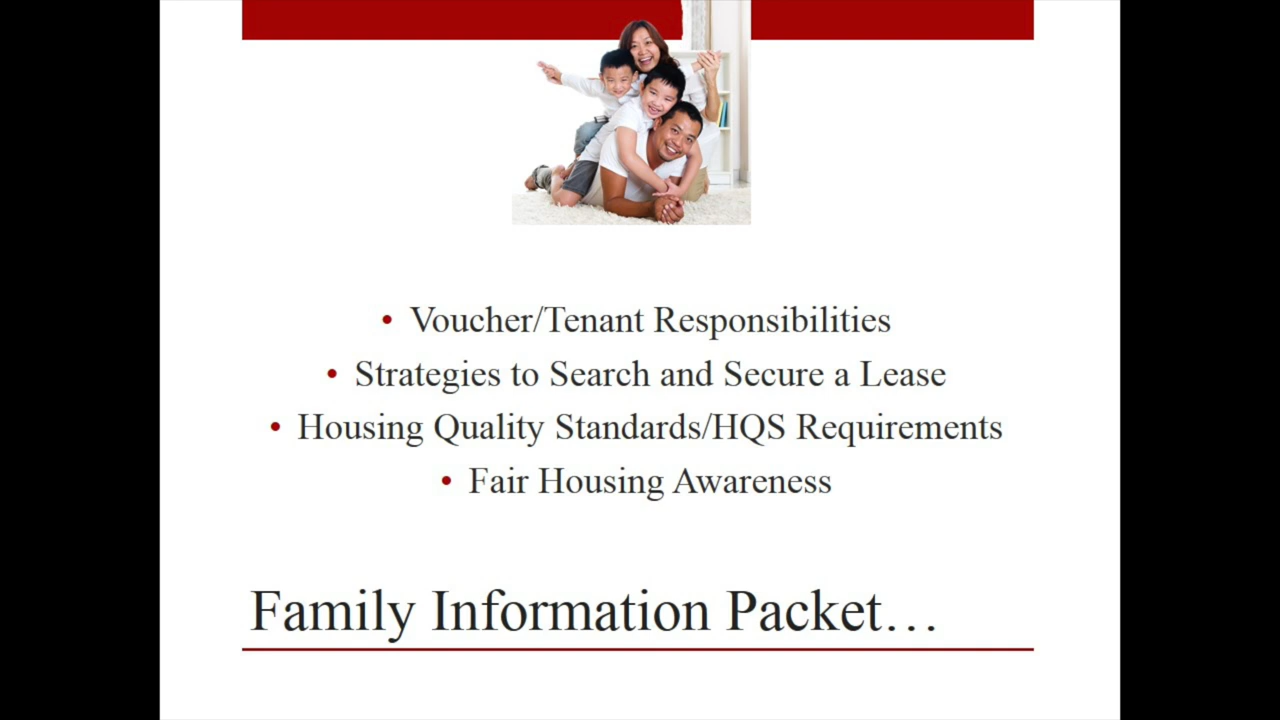 • Voucher/Tenant Responsibilities
• Strategies to Search and Secure a Lease
• Housing Quality Standards/HQS Requirements
• Fair Housing Awareness
Family Information Packet…